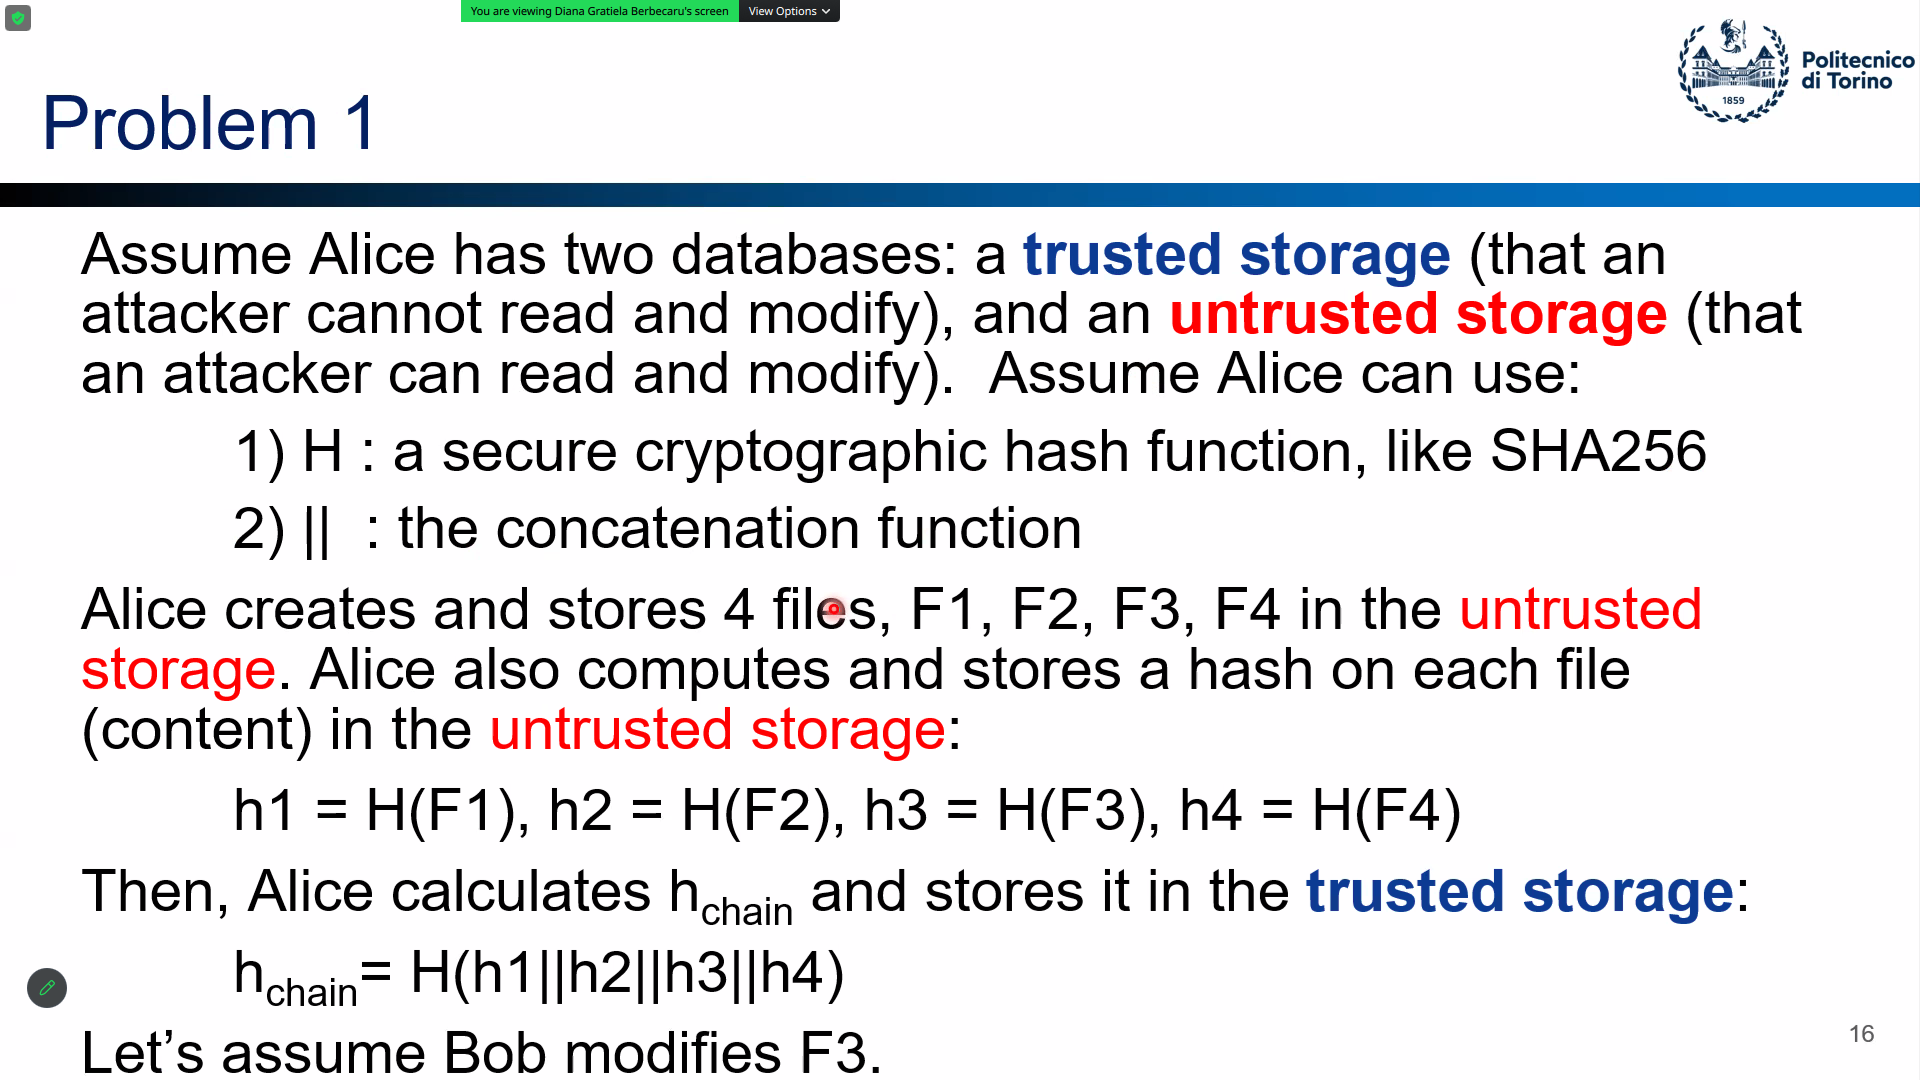 You are viewing Diana Gratiela Berbecaru's screen View Options
Politecnico
di Torino
1859
Problem 1
Assume Alice has two databases: a trusted storage (that an
attacker cannot read and modify), and an untrusted storage (that
an attacker can read and modify).  Assume Alice can use:
1) H : a secure cryptographic hash function, like SHA256
2) ||  : the concatenation function
Alice creates and stores 4 files, F1, F2, F3, F4 in the untrusted
storage. Alice also computes and stores a hash on each file
(content) in the untrusted storage:
h1 = H(F1), h2 = H(F2), h3 = H(F3), h4 = H(F4)
Then, Alice calculates hchain and stores it in the trusted storage:
hchain= H(h1||h2||h3||h4)
Let’s assume Bob modifies F3.
16